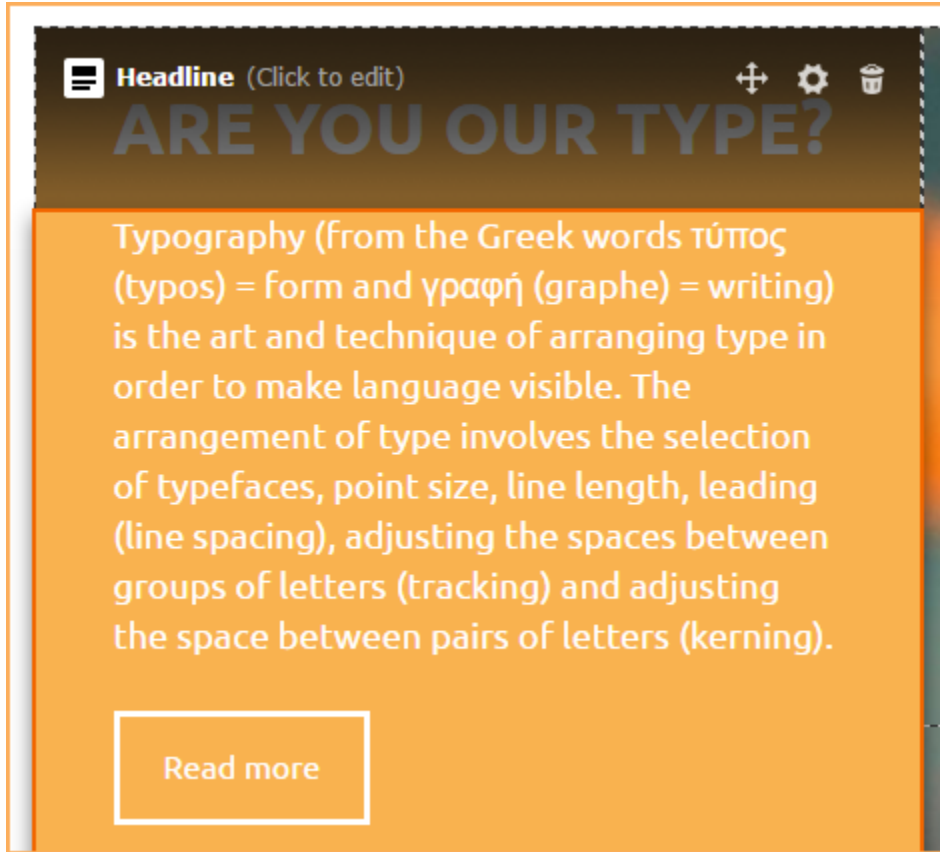 Headline (Click to edit)
ARE YOU OUR TYPE?
Typography (from the Greek words τύπος
(typos) = form and γραφή (graphe) = writing)
is the art and technique of arranging type in
order to make language visible. The
arrangement of type involves the selection
of typefaces, point size, line length, leading
(line spacing), adjusting the spaces between
groups of letters (tracking) and adjusting
the space between pairs of letters (kerning).
Read more